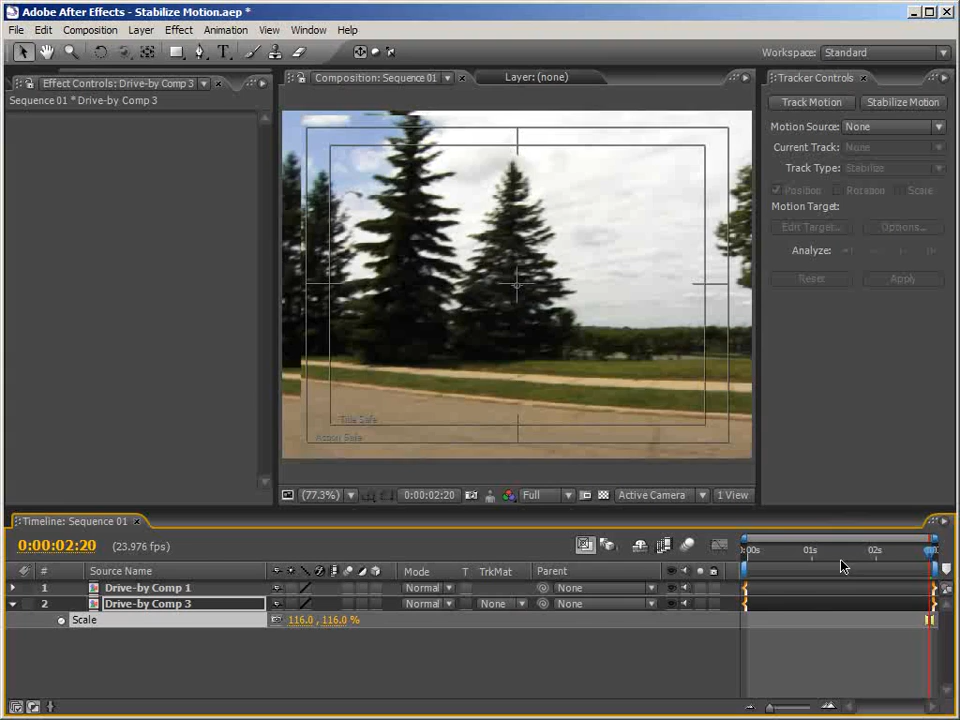 Adobe After Effects - Stabilize Motion.aep *
File Edit Composition Layer Effect Animation View Window Help
Workspace: Standard
Effect Controls: Drive-by Comp 3
Composition: Sequence 01
Layer: (none)
Tracker Controls
Sequence 01 * Drive-by Comp 3
Track Motion Stabilize Motion
Motion Source: None
Current Track: None
Track Type: Stabilize
Position Rotation Scale
Motion Target:
Edit Target... Options...
Analyze:
Reset Apply
Title Safe
Action Safe
(77.3%) 0:00:02:20 Full Active Camera 1 View
Timeline: Sequence 01
0:00:02:20 (23.976 fps)
:00s 01s 02s
# Source Name Mode T TrkMat Parent
1 Drive-by Comp 1 Normal None
2 Drive-by Comp 3 Normal None None
Scale 116.0, 116.0 %